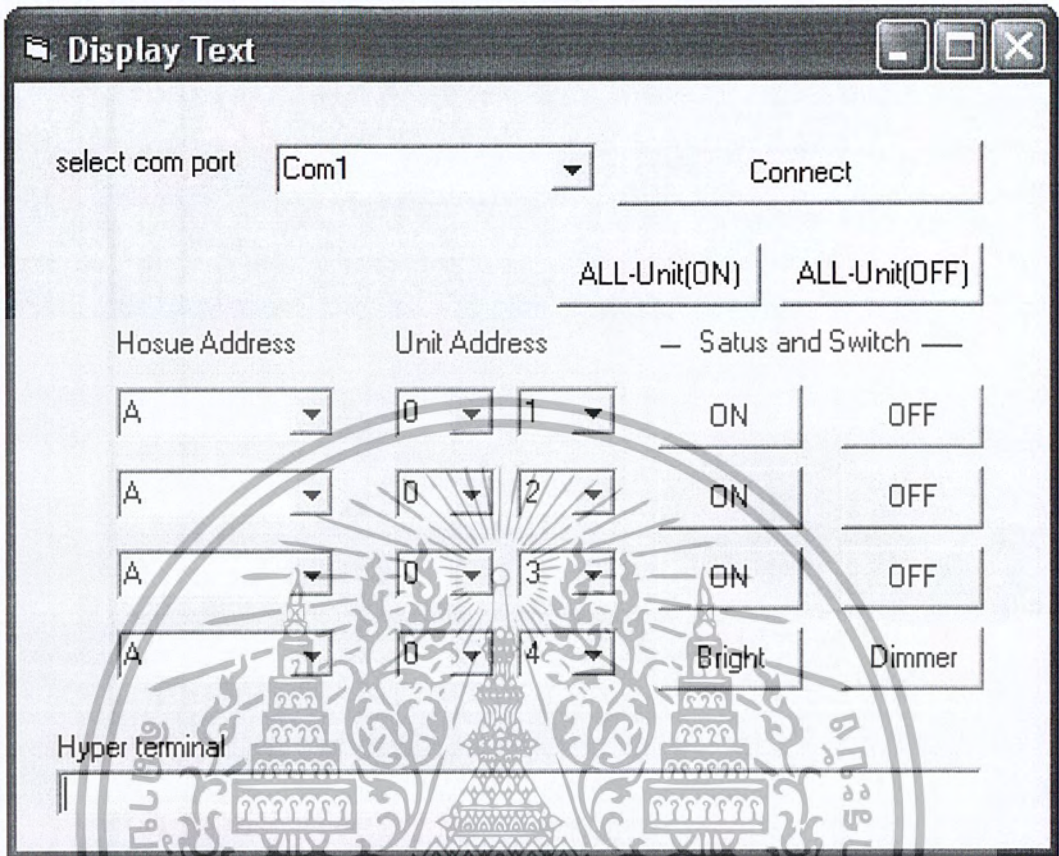 Display Text
select com port Com1 Connect
ALL-Unit(ON) ALL-Unit(OFF)
Hosue Address Unit Address Satus and Switch
A 0 1 ON OFF
A 0 2 ON OFF
A 0 3 ON OFF
A 0 4 Bright Dimmer
Hyper terminal